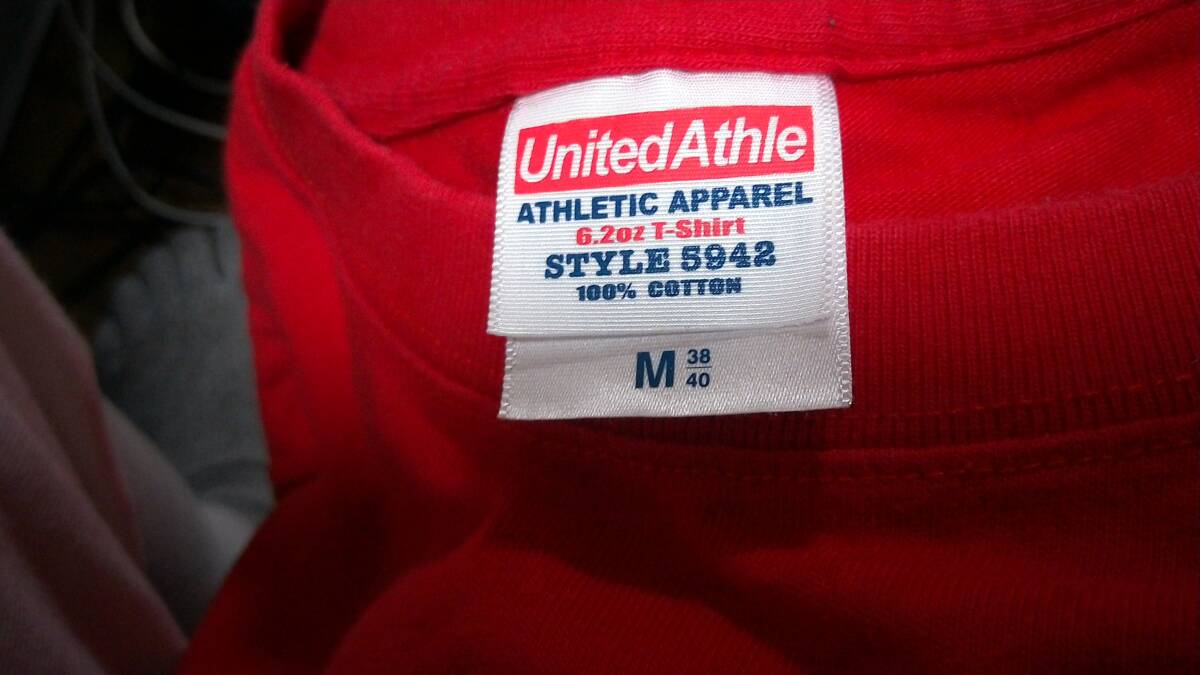 UnitedAthle
ATHLETIC APPAREL
6.2oz T-Shirt
STYLE 5942
100% COTTON
M 38
40